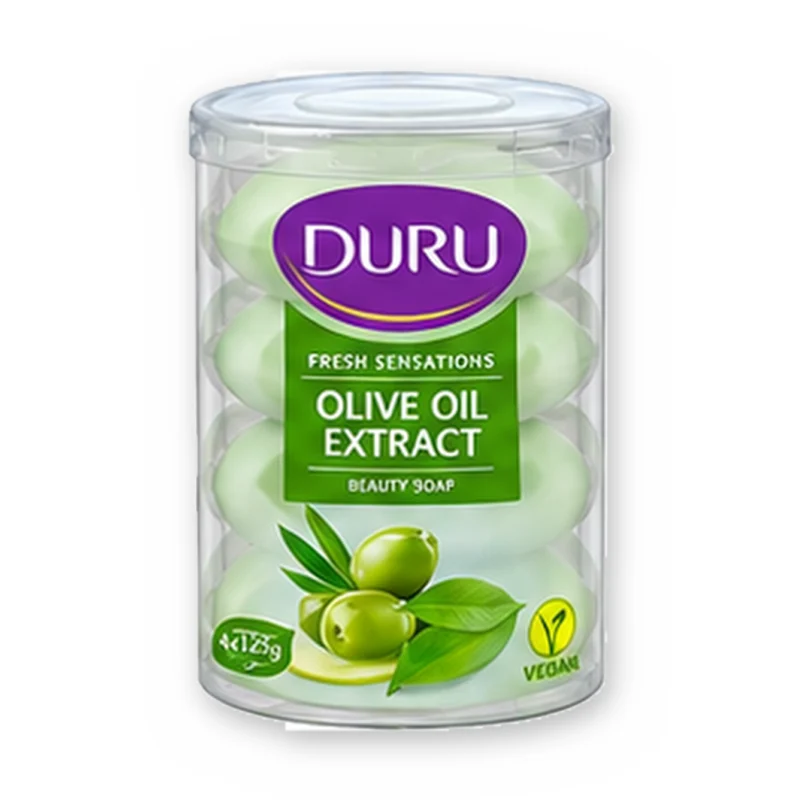 DURU
FRESH SENSATIONS
OLIVE OIL
EXTRACT
BEAUTY SOAP
4x125g
VEGAN